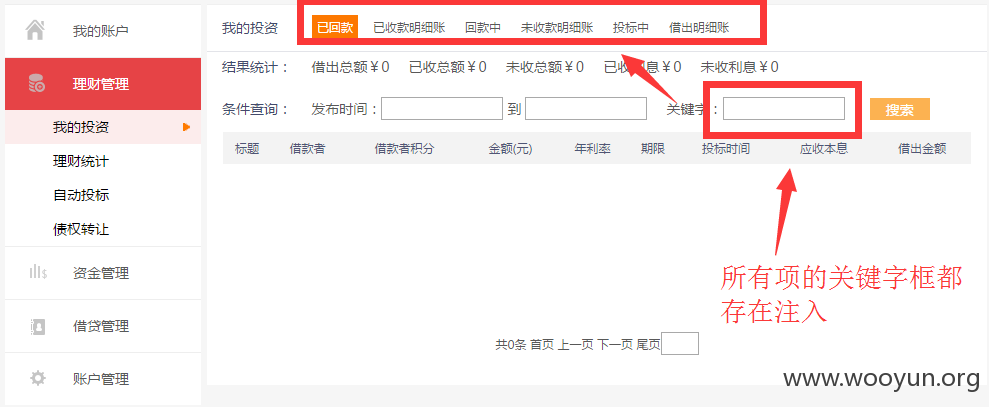 我的账户
理财管理
我的投资
理财统计
自动投标
债权转让
资金管理
借贷管理
账户管理
我的投资 已回款 已收款明细账 回款中 未收款明细账 投标中 借出明细账
结果统计： 借出总额￥0 已收总额￥0 未收总额￥0 已收利息￥0 未收利息￥0
条件查询： 发布时间： 到 关键字： 搜索
标题 借款者 借款者积分 金额(元) 年利率 期限 投标时间 应收本息 借出金额
所有项的关键字框都
存在注入
共0条 首页 上一页 下一页 尾页
www.wooyun.org